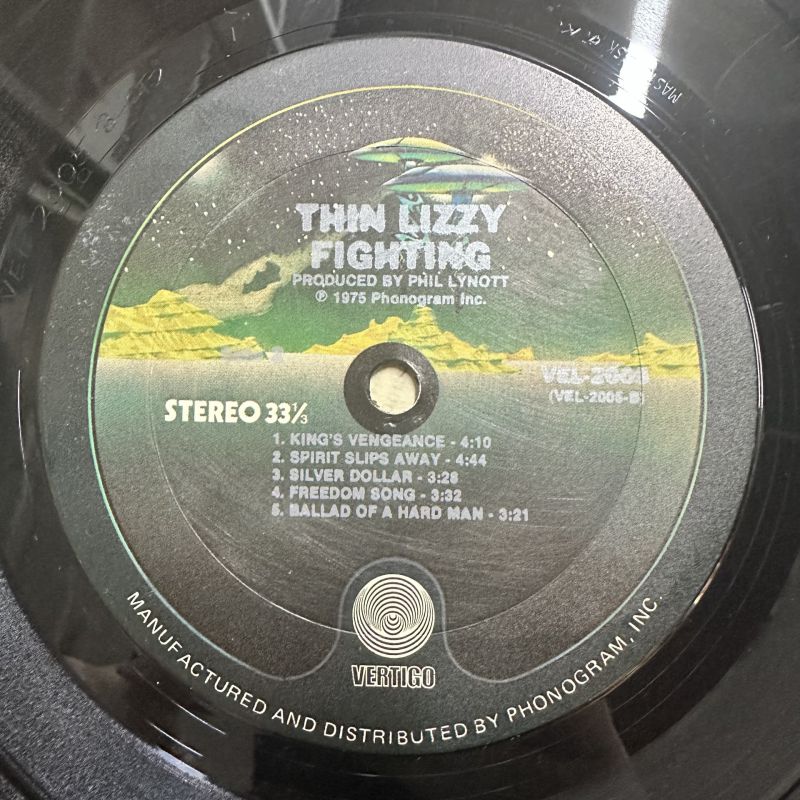 THIN LIZZY
FIGHTING
PRODUCED BY PHIL LYNOTT
℗ 1975 Phonogram Inc.
VEL-2005
(VEL-2005-B)
STEREO 33⅓
1. KING'S VENGEANCE - 4:10
2. SPIRIT SLIPS AWAY - 4:44
3. SILVER DOLLAR - 3:28
4. FREEDOM SONG - 3:32
5. BALLAD OF A HARD MAN - 3:21
VERTIGO
MANUFACTURED AND DISTRIBUTED BY PHONOGRAM, INC.